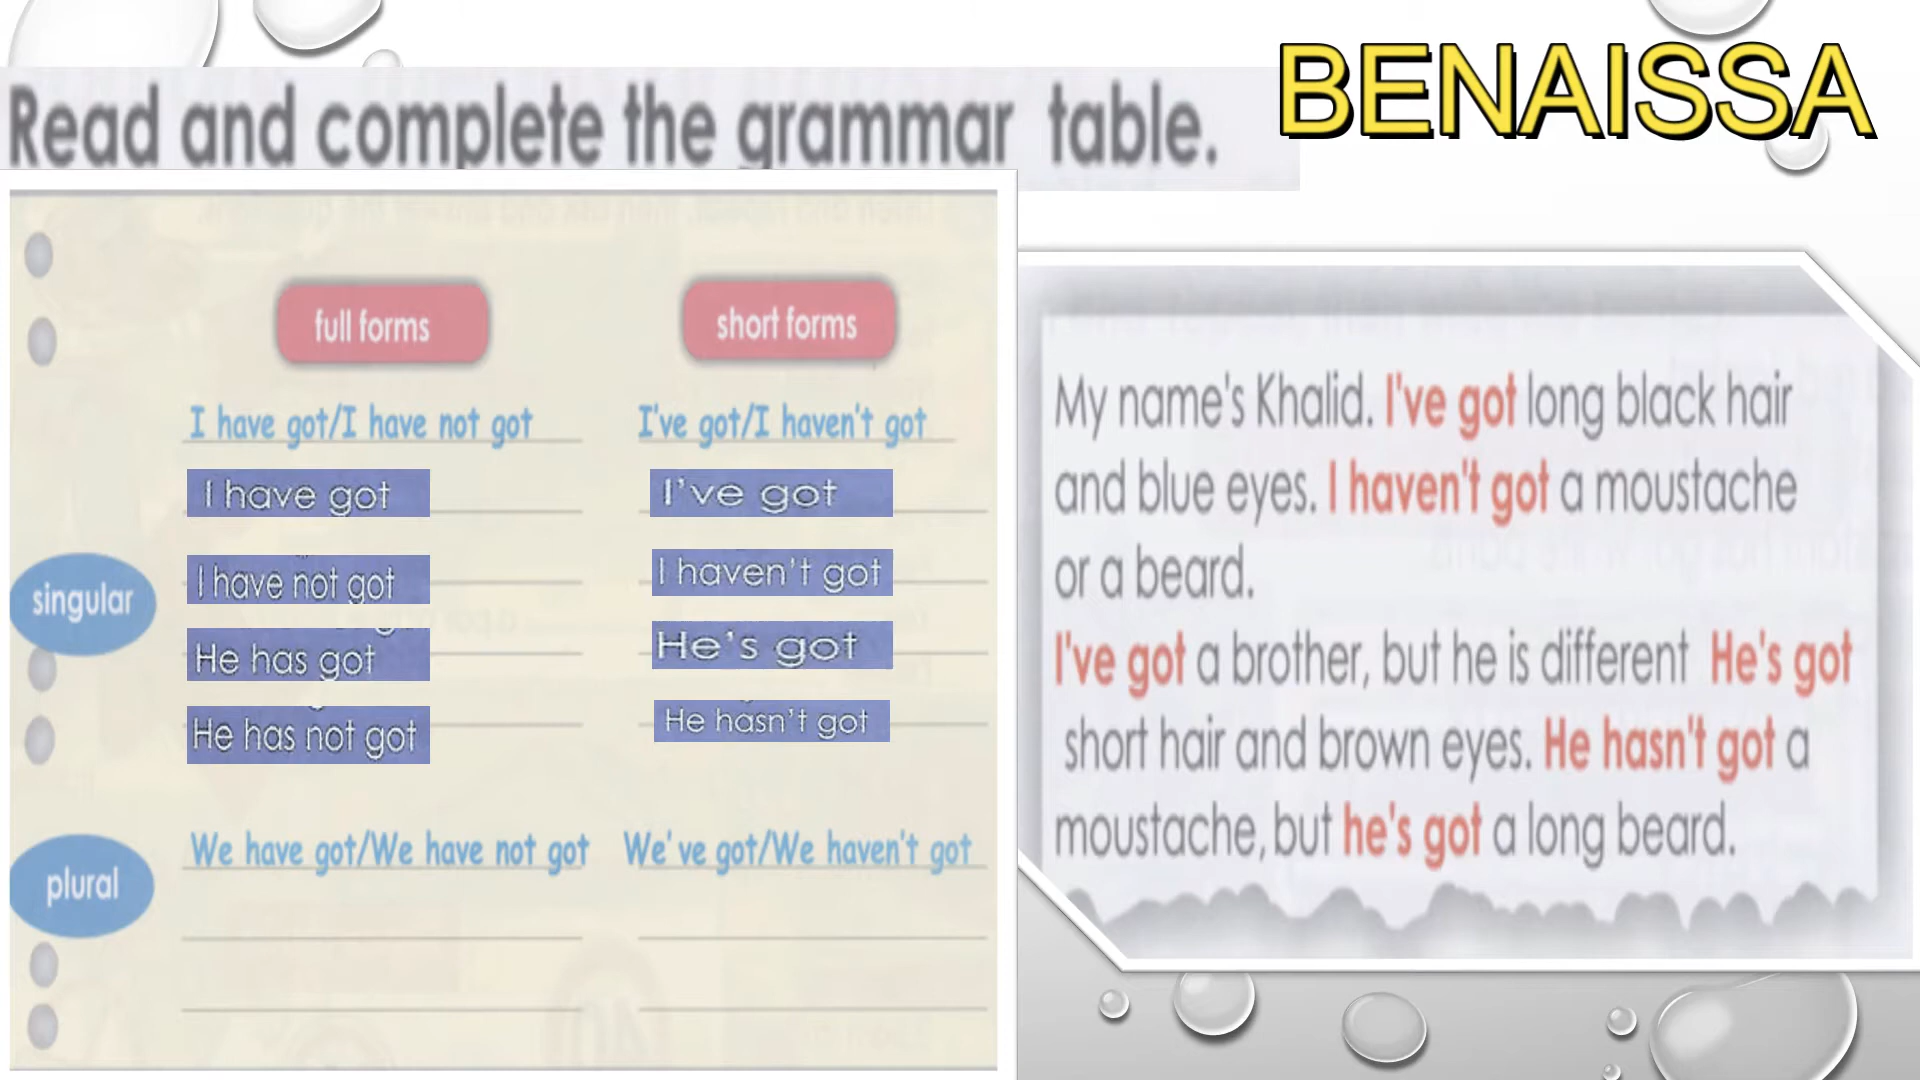 BENAISSA
Read and complete the grammar table.
full forms
short forms
I have got/I have not got
I've got/I haven't got
I have got
I've got
I have not got
I haven't got
singular
He has got
He's got
He has not got
He hasn't got
We have got/We have not got
We've got/We haven't got
plural
My name's Khalid. I've got long black hair
and blue eyes. I haven't got a moustache
or a beard.
I've got a brother, but he is different He's got
short hair and brown eyes. He hasn't got a
moustache, but he's got a long beard.